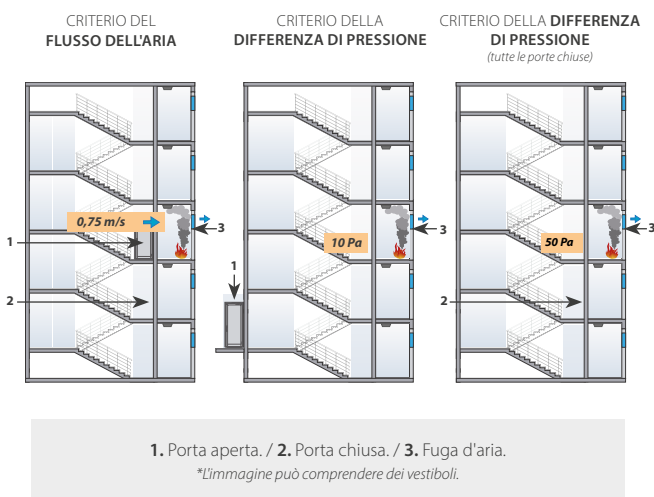 CRITERIO DEL
FLUSSO DELL'ARIA
CRITERIO DELLA
DIFFERENZA DI PRESSIONE
CRITERIO DELLA DIFFERENZA
DI PRESSIONE
(tutte le porte chiuse)
0,75 m/s
3
1
2
10 Pa
3
1
50 Pa
3
2
1. Porta aperta. / 2. Porta chiusa. / 3. Fuga d'aria.
*L'immagine può comprendere dei vestiboli.